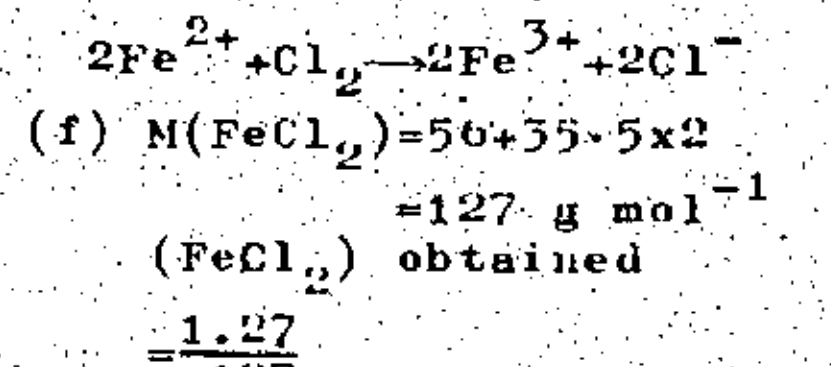 2Fe²⁺+Cl₂→2Fe³⁺+2Cl⁻
(f) M(FeCl₂)=56+35.5x2
=127 g mol⁻¹
(FeCl₂) obtained
=1.27